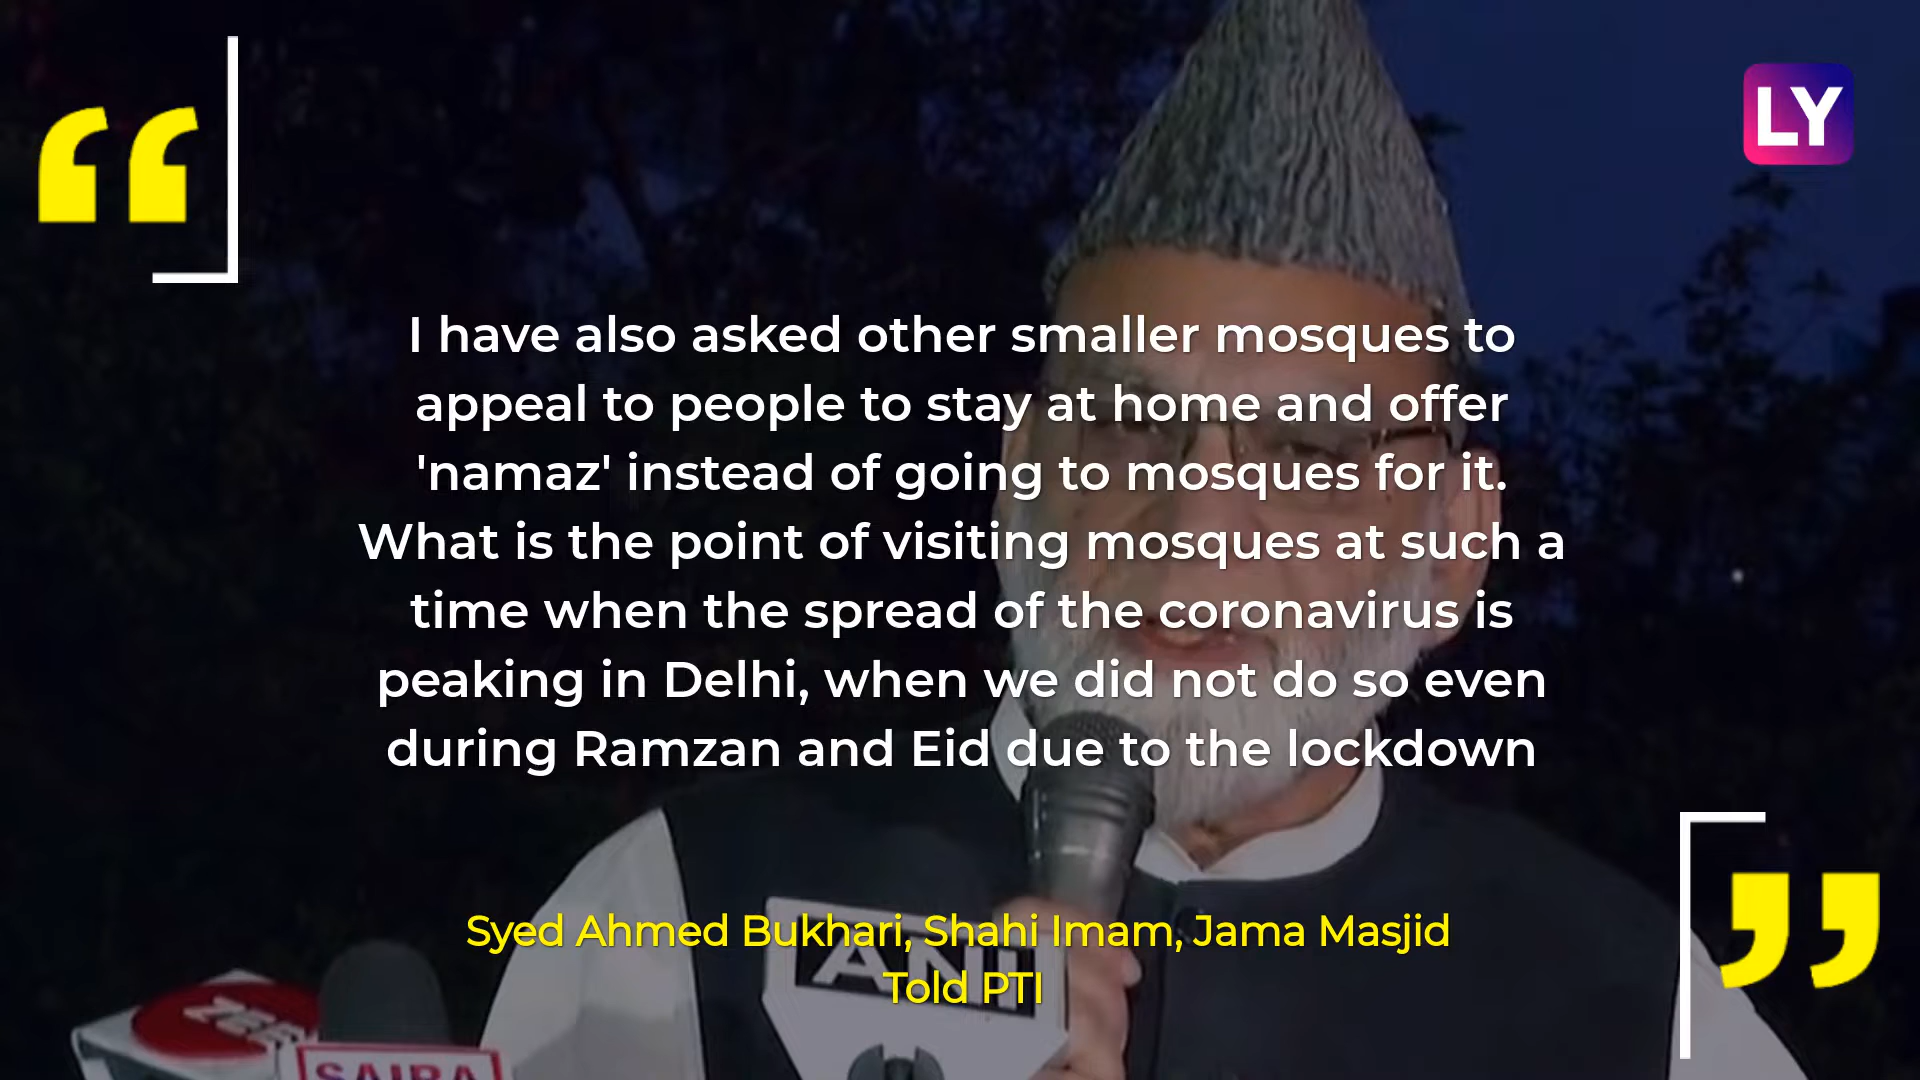 LY
I have also asked other smaller mosques to
appeal to people to stay at home and offer
'namaz' instead of going to mosques for it.
What is the point of visiting mosques at such a
time when the spread of the coronavirus is
peaking in Delhi, when we did not do so even
during Ramzan and Eid due to the lockdown
Syed Ahmed Bukhari, Shahi Imam, Jama Masjid
Told PTI
ANI
ZEE